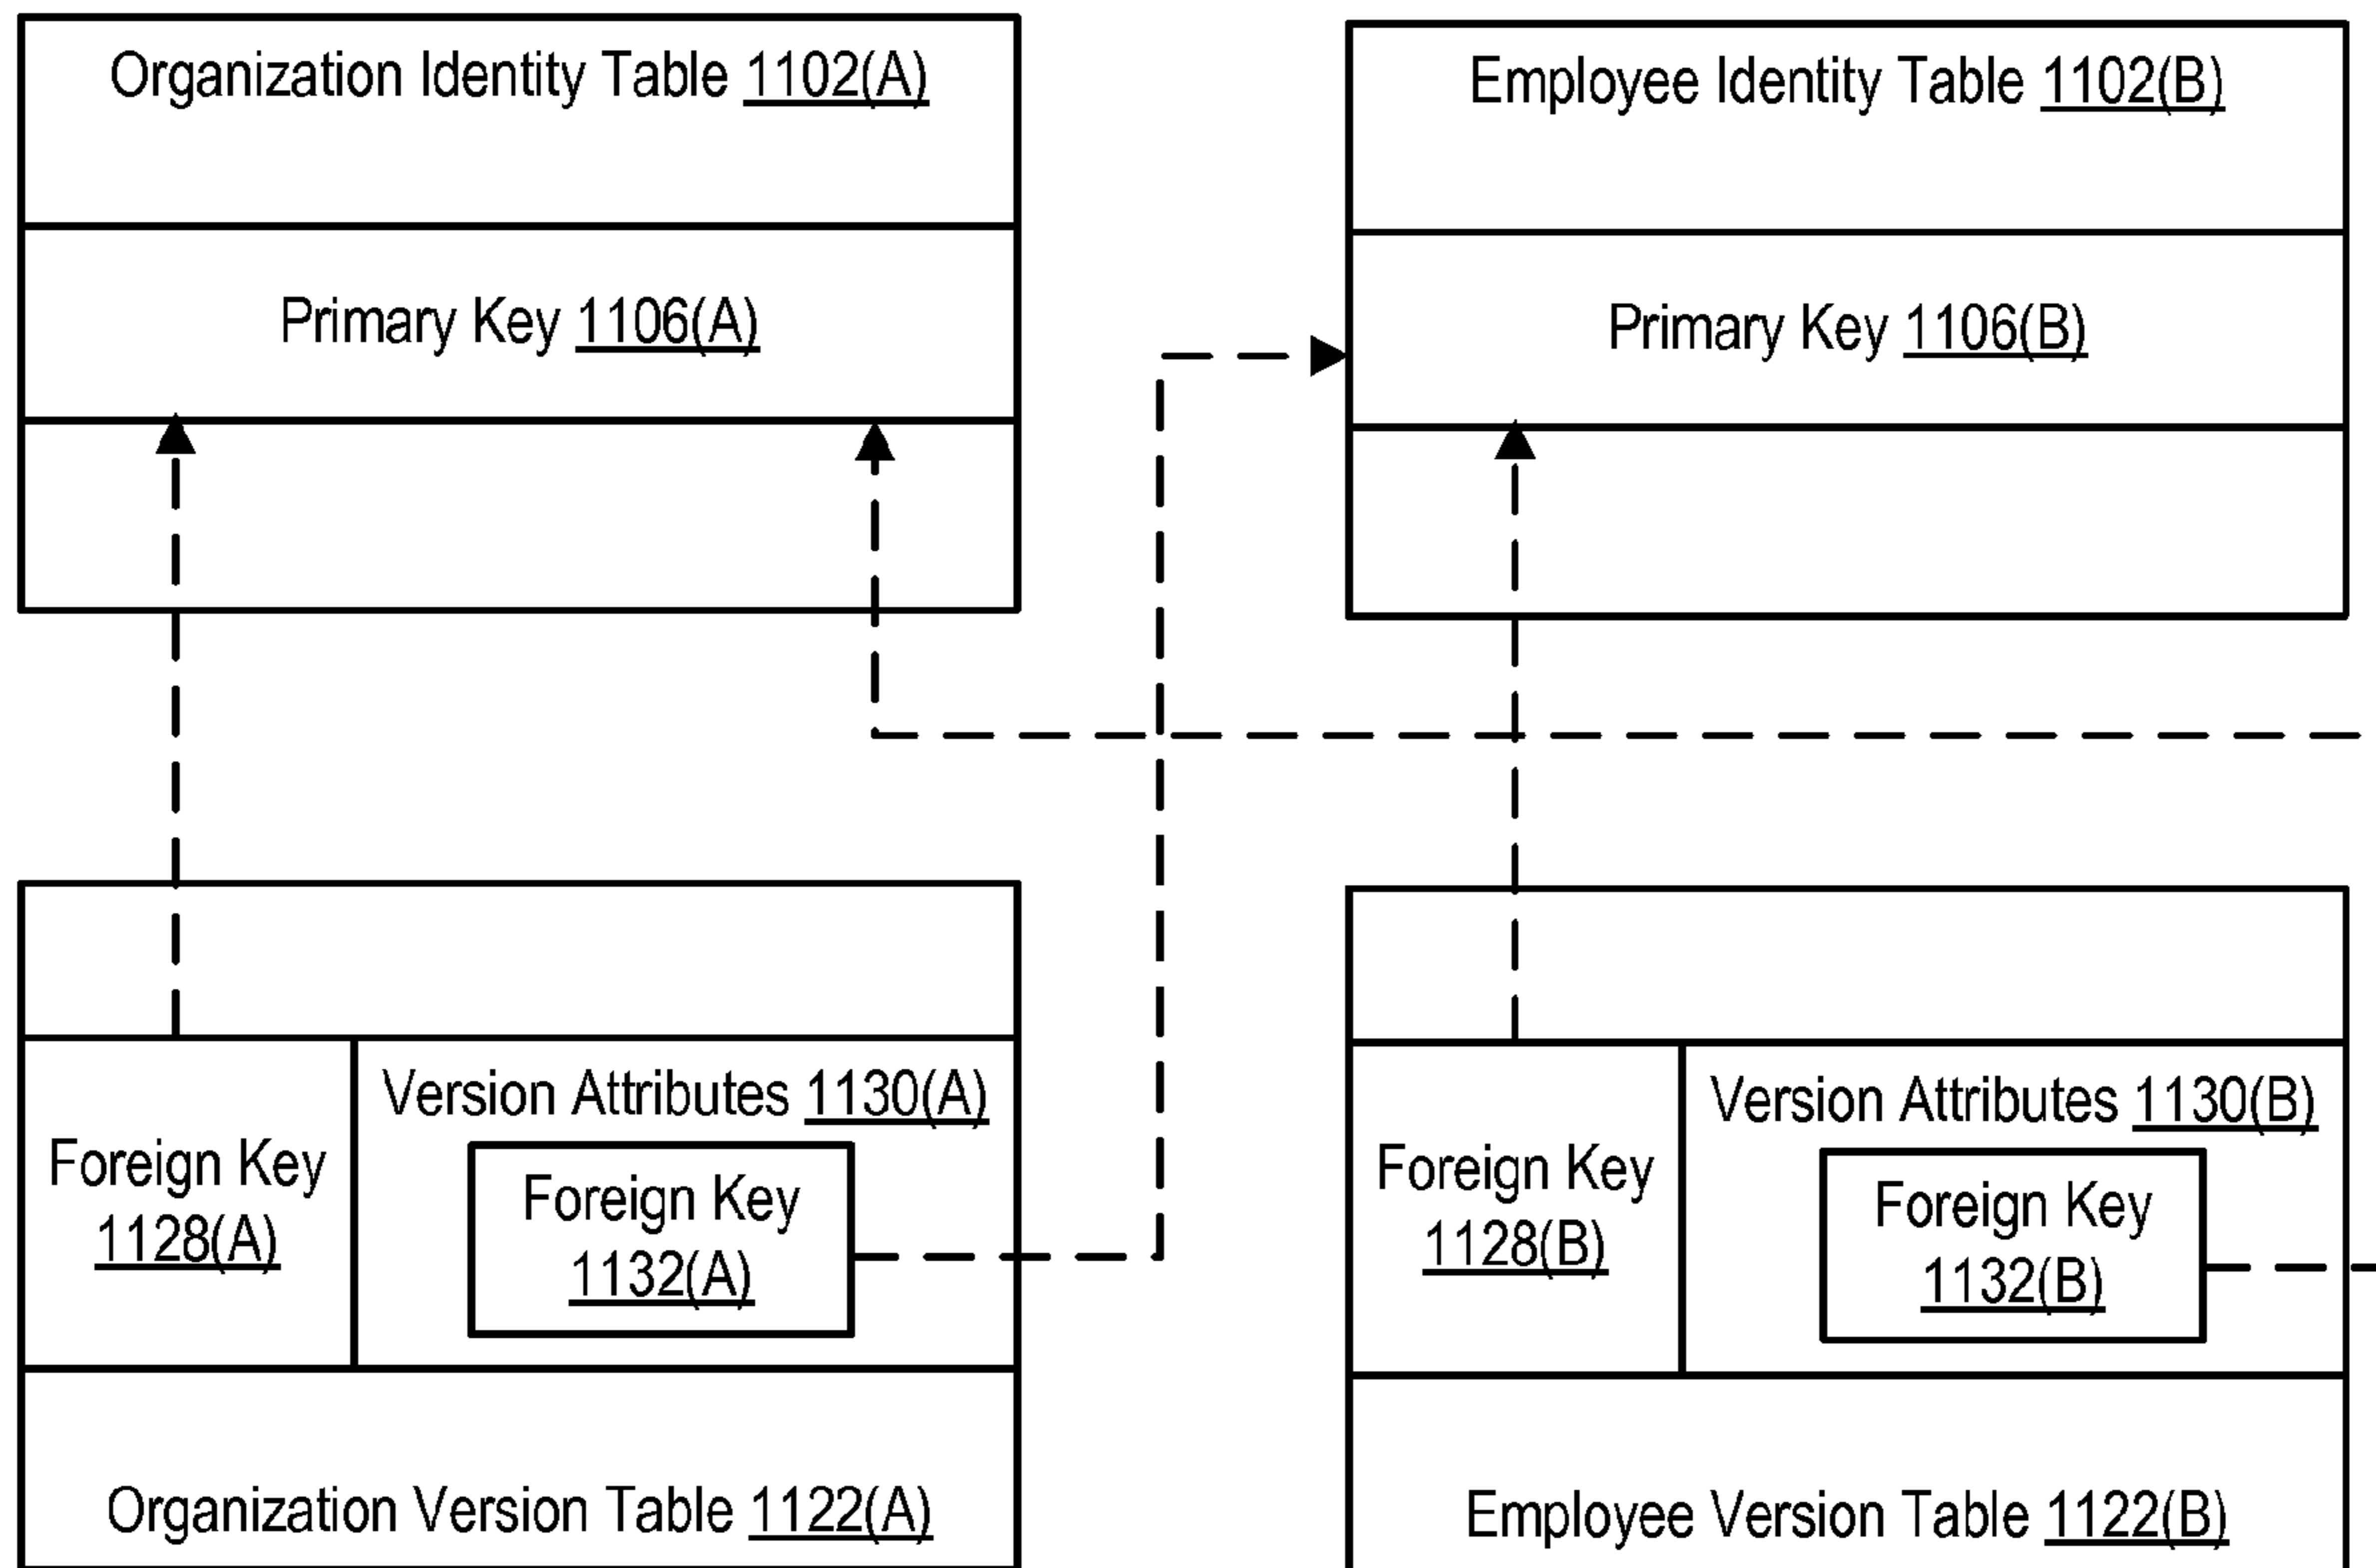 Organization Identity Table 1102(A)
Primary Key 1106(A)
Employee Identity Table 1102(B)
Primary Key 1106(B)
Foreign Key
1128(A)
Version Attributes 1130(A)
Foreign Key
1132(A)
Organization Version Table 1122(A)
Foreign Key
1128(B)
Version Attributes 1130(B)
Foreign Key
1132(B)
Employee Version Table 1122(B)